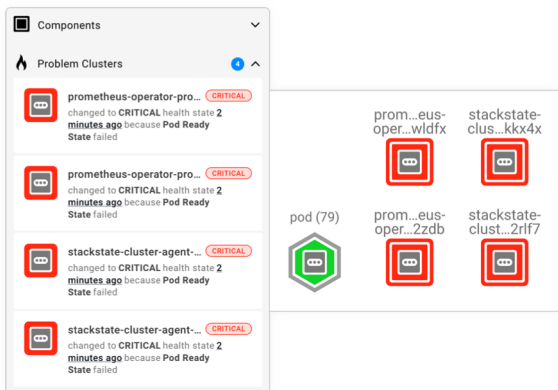 Components
Problem Clusters 4
prometheus-operator-pro... CRITICAL
changed to CRITICAL health state 2
minutes ago because Pod Ready
State failed
prometheus-operator-pro... CRITICAL
changed to CRITICAL health state 2
minutes ago because Pod Ready
State failed
stackstate-cluster-agent-... CRITICAL
changed to CRITICAL health state 2
minutes ago because Pod Ready
State failed
stackstate-cluster-agent-... CRITICAL
changed to CRITICAL health state 2
minutes ago because Pod Ready
State failed
prom...eus-
oper...wldfx
stackstate-
clus...kkx4x
pod (79)
prom...eus-
oper...2zdb
stackstate-
clust...2rlf7